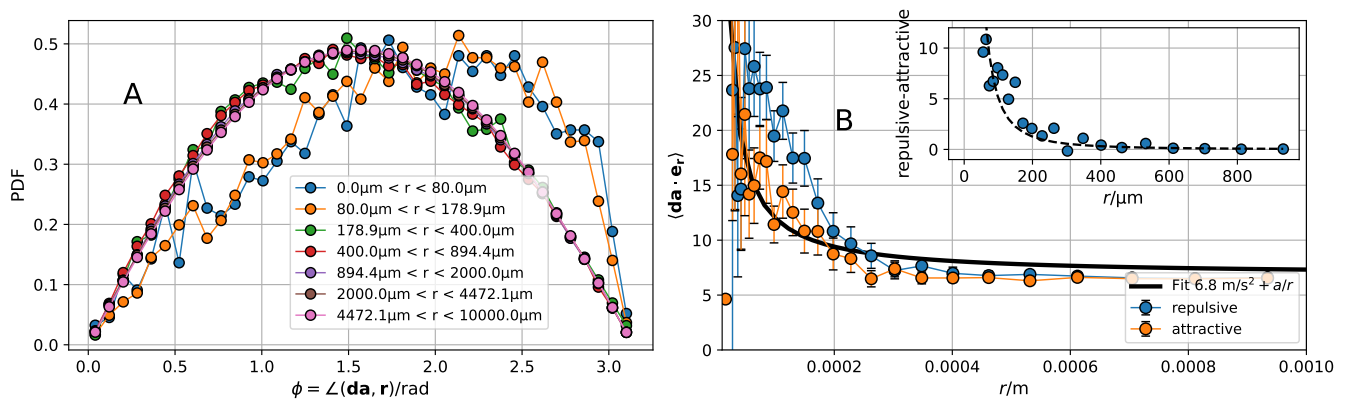 A
PDF
0.5
0.4
0.3
0.2
0.1
0.0
0.0μm < r < 80.0μm
80.0μm < r < 178.9μm
178.9μm < r < 400.0μm
400.0μm < r < 894.4μm
894.4μm < r < 2000.0μm
2000.0μm < r < 4472.1μm
4472.1μm < r < 10000.0μm
0.0 0.5 1.0 1.5 2.0 2.5 3.0
ϕ = ∠(da, r)/rad
B
⟨da · eᵣ⟩
30
25
20
15
10
5
0
repulsive-attractive
10
5
0
0 200 400 600 800
r/μm
Fit 6.8 m/s² + a/r
repulsive
attractive
0.0002 0.0004 0.0006 0.0008 0.0010
r/m